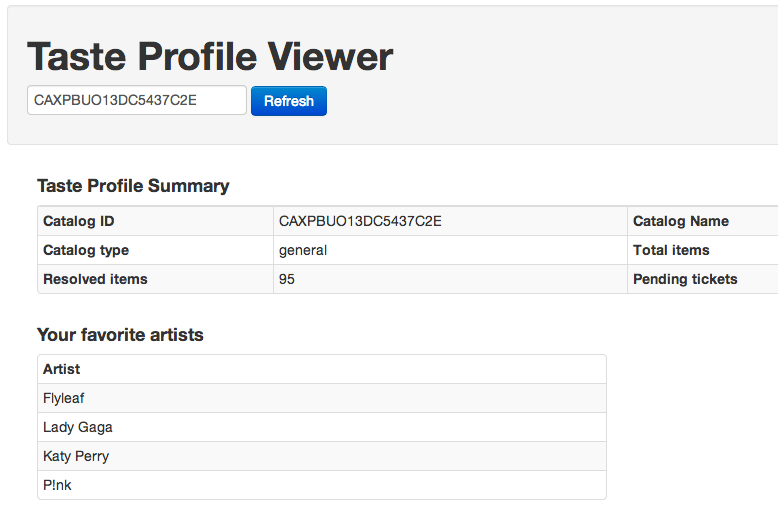 Taste Profile Viewer
CAXPBUO13DC5437C2E Refresh
Taste Profile Summary
Catalog ID CAXPBUO13DC5437C2E Catalog Name
Catalog type general Total items
Resolved items 95 Pending tickets
Your favorite artists
Artist
Flyleaf
Lady Gaga
Katy Perry
P!nk